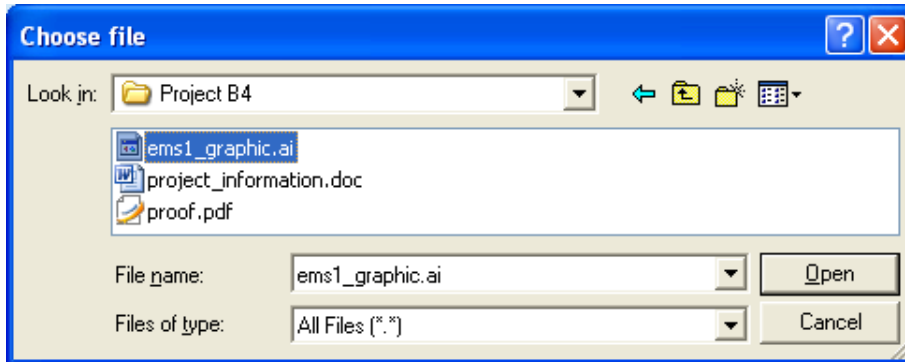 Choose file
Look in: Project B4
ems1_graphic.ai
project_information.doc
proof.pdf
File name: ems1_graphic.ai Open
Files of type: All Files (*.*) Cancel